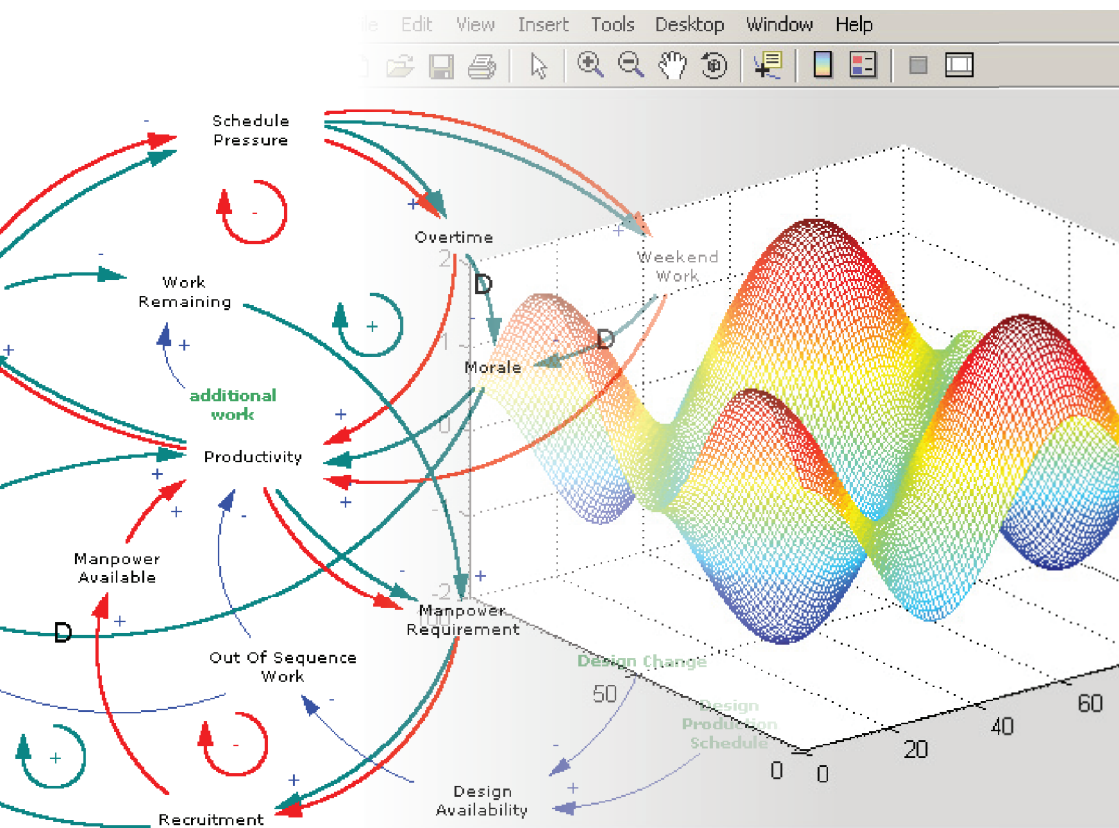 Edit View Insert Tools Desktop Window Help
Schedule
Pressure
-
-
+
Overtime
Weekend
Work
+
2
D
-
Work
Remaining
-
+
+
D
-
-
1
Morale
+
additional
work
+
0
Productivity
+
+
+
-
Manpower
Available
-
+
-2
Manpower
Requirement
100
+
D
Out Of Sequence
Work
Design Change
50
-
Design
Production
Schedule
60
40
20
0
0
+
-
-
+
+
Design
Availability
Recruitment